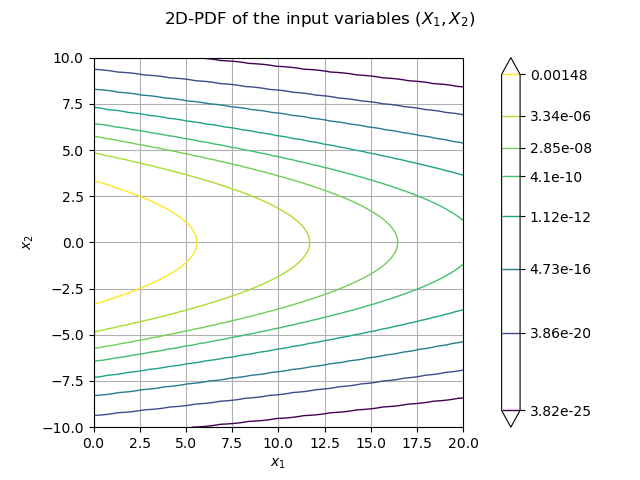 2D-PDF of the input variables (X₁, X₂)
10.0
7.5
5.0
2.5
0.0
−2.5
−5.0
−7.5
−10.0
x₂
0.0 2.5 5.0 7.5 10.0 12.5 15.0 17.5 20.0
x₁
0.00148
3.34e-06
2.85e-08
4.1e-10
1.12e-12
4.73e-16
3.86e-20
3.82e-25